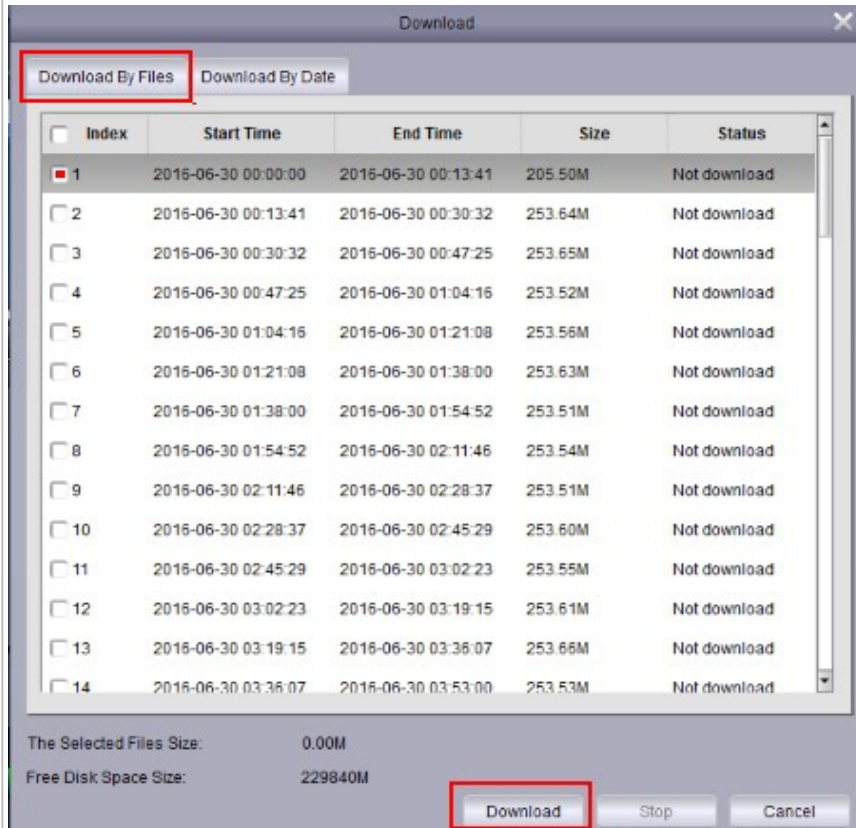 Download
Download By Files Download By Date
Index Start Time End Time Size Status
1 2016-06-30 00:00:00 2016-06-30 00:13:41 205.50M Not download
2 2016-06-30 00:13:41 2016-06-30 00:30:32 253.64M Not download
3 2016-06-30 00:30:32 2016-06-30 00:47:25 253.65M Not download
4 2016-06-30 00:47:25 2016-06-30 01:04:16 253.52M Not download
5 2016-06-30 01:04:16 2016-06-30 01:21:08 253.56M Not download
6 2016-06-30 01:21:08 2016-06-30 01:38:00 253.63M Not download
7 2016-06-30 01:38:00 2016-06-30 01:54:52 253.51M Not download
8 2016-06-30 01:54:52 2016-06-30 02:11:46 253.54M Not download
9 2016-06-30 02:11:46 2016-06-30 02:28:37 253.51M Not download
10 2016-06-30 02:28:37 2016-06-30 02:45:29 253.60M Not download
11 2016-06-30 02:45:29 2016-06-30 03:02:23 253.55M Not download
12 2016-06-30 03:02:23 2016-06-30 03:19:15 253.61M Not download
13 2016-06-30 03:19:15 2016-06-30 03:36:07 253.66M Not download
14 2016-06-30 03:36:07 2016-06-30 03:53:00 253.53M Not download
The Selected Files Size: 0.00M
Free Disk Space Size: 229840M
Download Stop Cancel